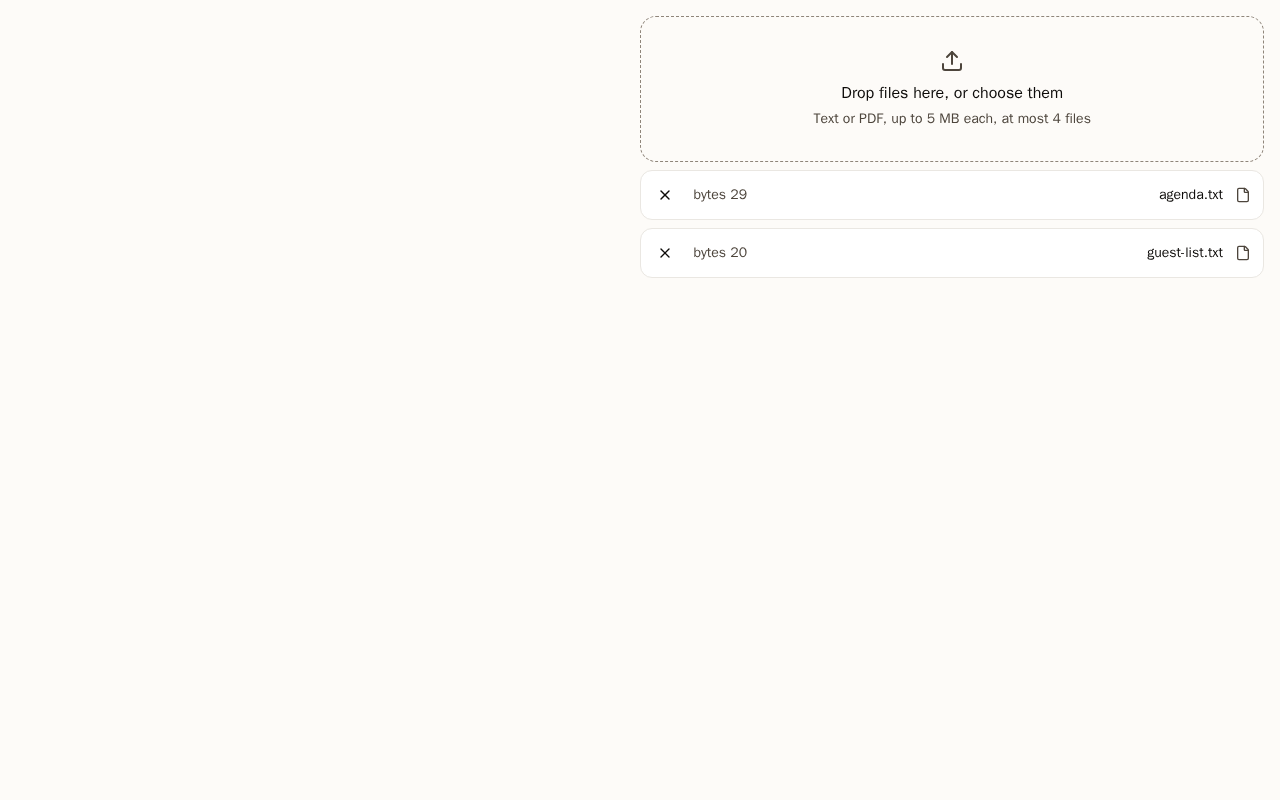 Drop files here, or choose them
Text or PDF, up to 5 MB each, at most 4 files
agenda.txt bytes 29
guest-list.txt bytes 20